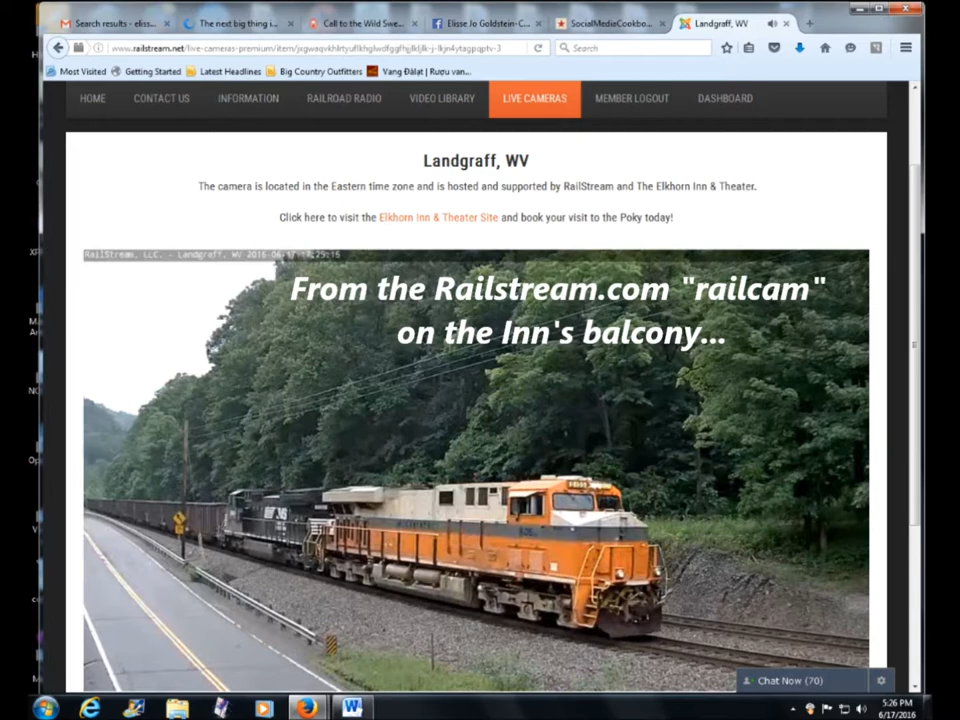 Search results - eliss...
The next big thing i...
Call to the Wild Swe...
Elisse Jo Goldstein-C...
SocialMediaCookbo...
Landgraff, WV
Search
Most Visited
Getting Started
Latest Headlines
Big Country Outfitters
HOME
CONTACT US
INFORMATION
RAILROAD RADIO
VIDEO LIBRARY
LIVE CAMERAS
MEMBER LOGOUT
DASHBOARD
Landgraff, WV
The camera is located in the Eastern time zone and is hosted and supported by RailStream and The Elkhorn Inn & Theater.
Click here to visit the Elkhorn Inn & Theater Site and book your visit to the Poky today!
RailStream, LLC. - Landgraff, WV
From the Railstream.com "railcam"
on the Inn's balcony...
NS
Chat Now (70)
5:26 PM
6/17/2016